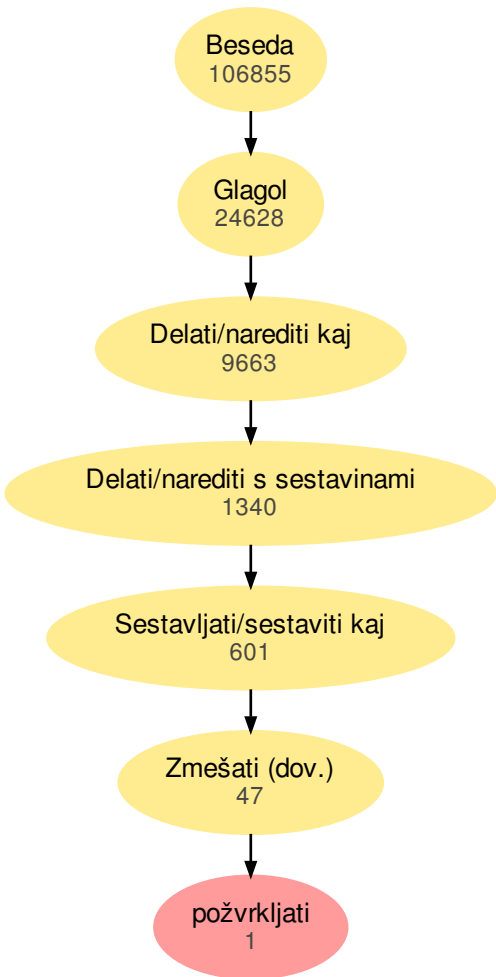 Beseda
106855
Glagol
24628
Delati/narediti kaj
9663
Delati/narediti s sestavinami
1340
Sestavljati/sestaviti kaj
601
Zmešati (dov.)
47
požvrkljati
1